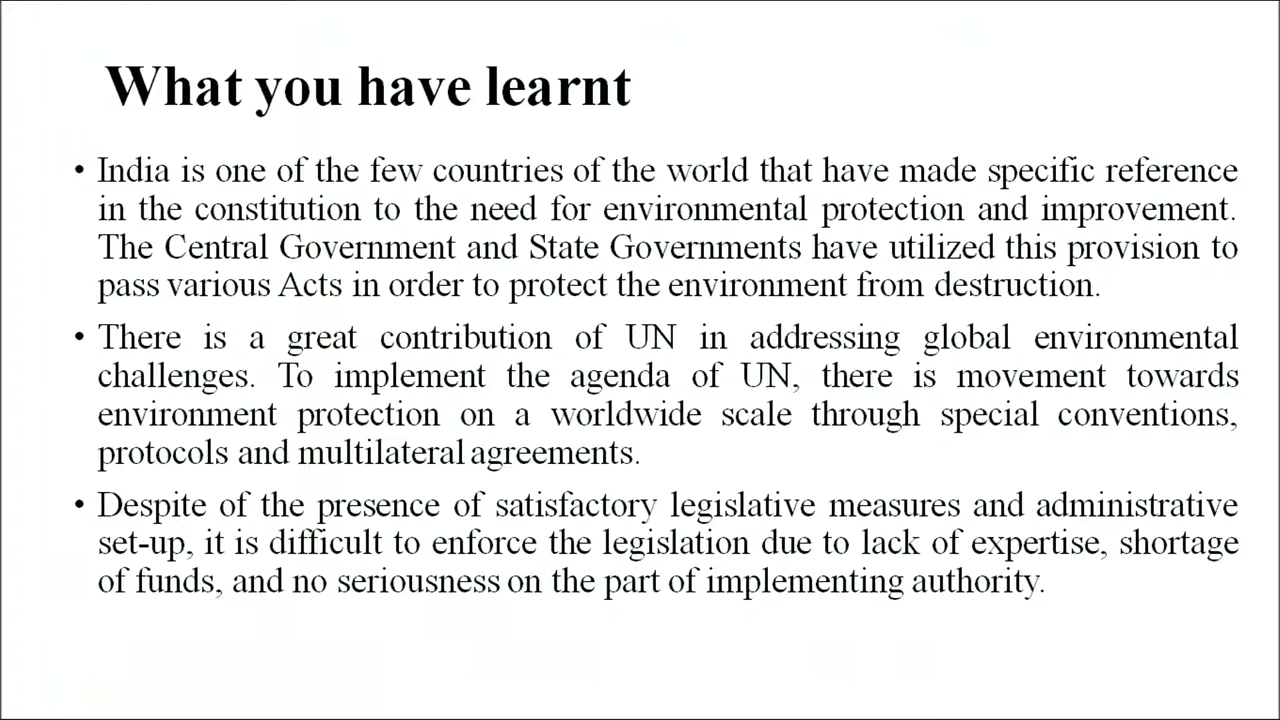 What you have learnt
• India is one of the few countries of the world that have made specific reference
in the constitution to the need for environmental protection and improvement.
The Central Government and State Governments have utilized this provision to
pass various Acts in order to protect the environment from destruction.
• There is a great contribution of UN in addressing global environmental
challenges. To implement the agenda of UN, there is movement towards
environment protection on a worldwide scale through special conventions,
protocols and multilateral agreements.
• Despite of the presence of satisfactory legislative measures and administrative
set-up, it is difficult to enforce the legislation due to lack of expertise, shortage
of funds, and no seriousness on the part of implementing authority.